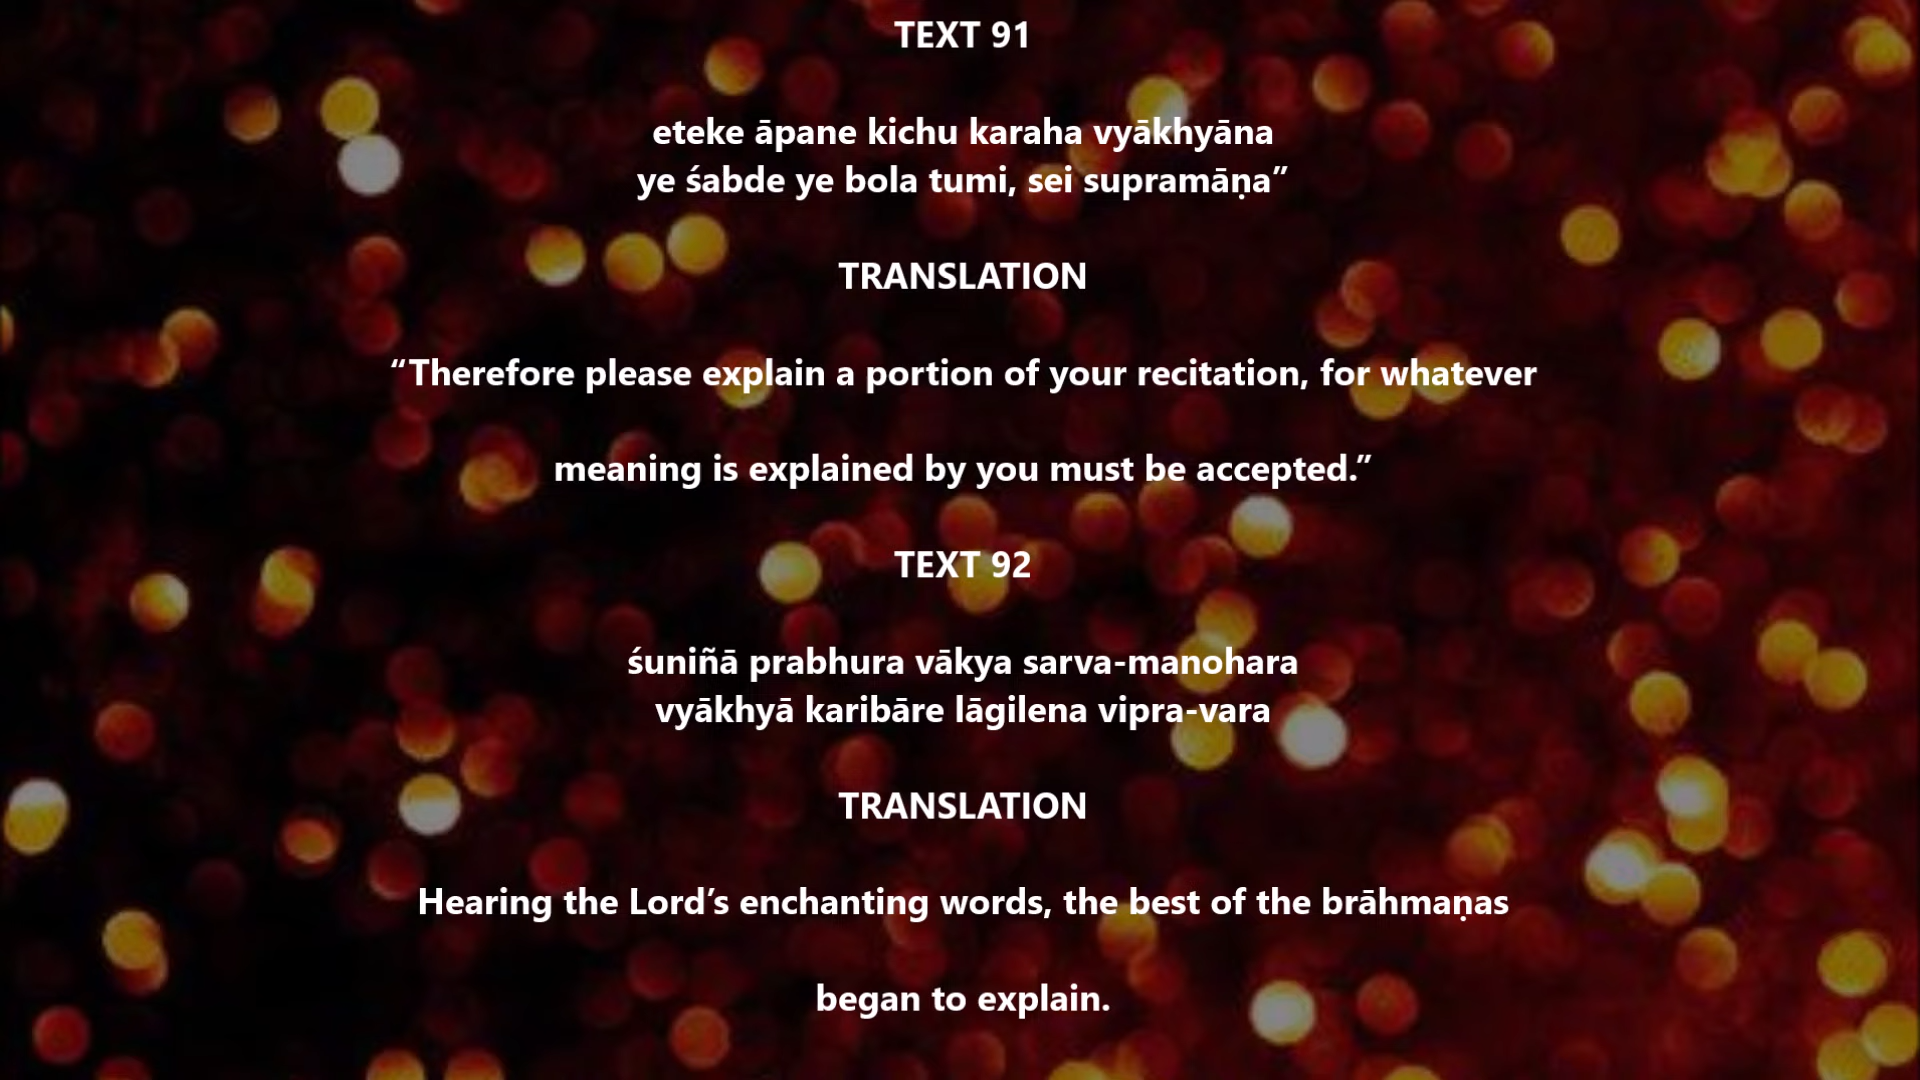 TEXT 91
eteke āpane kichu karaha vyākhyāna
ye śabde ye bola tumi, sei supramāṇa”
TRANSLATION
“Therefore please explain a portion of your recitation, for whatever
meaning is explained by you must be accepted.”
TEXT 92
śuniñā prabhura vākya sarva-manohara
vyākhyā karibāre lāgilena vipra-vara
TRANSLATION
Hearing the Lord’s enchanting words, the best of the brāhmaṇas
began to explain.